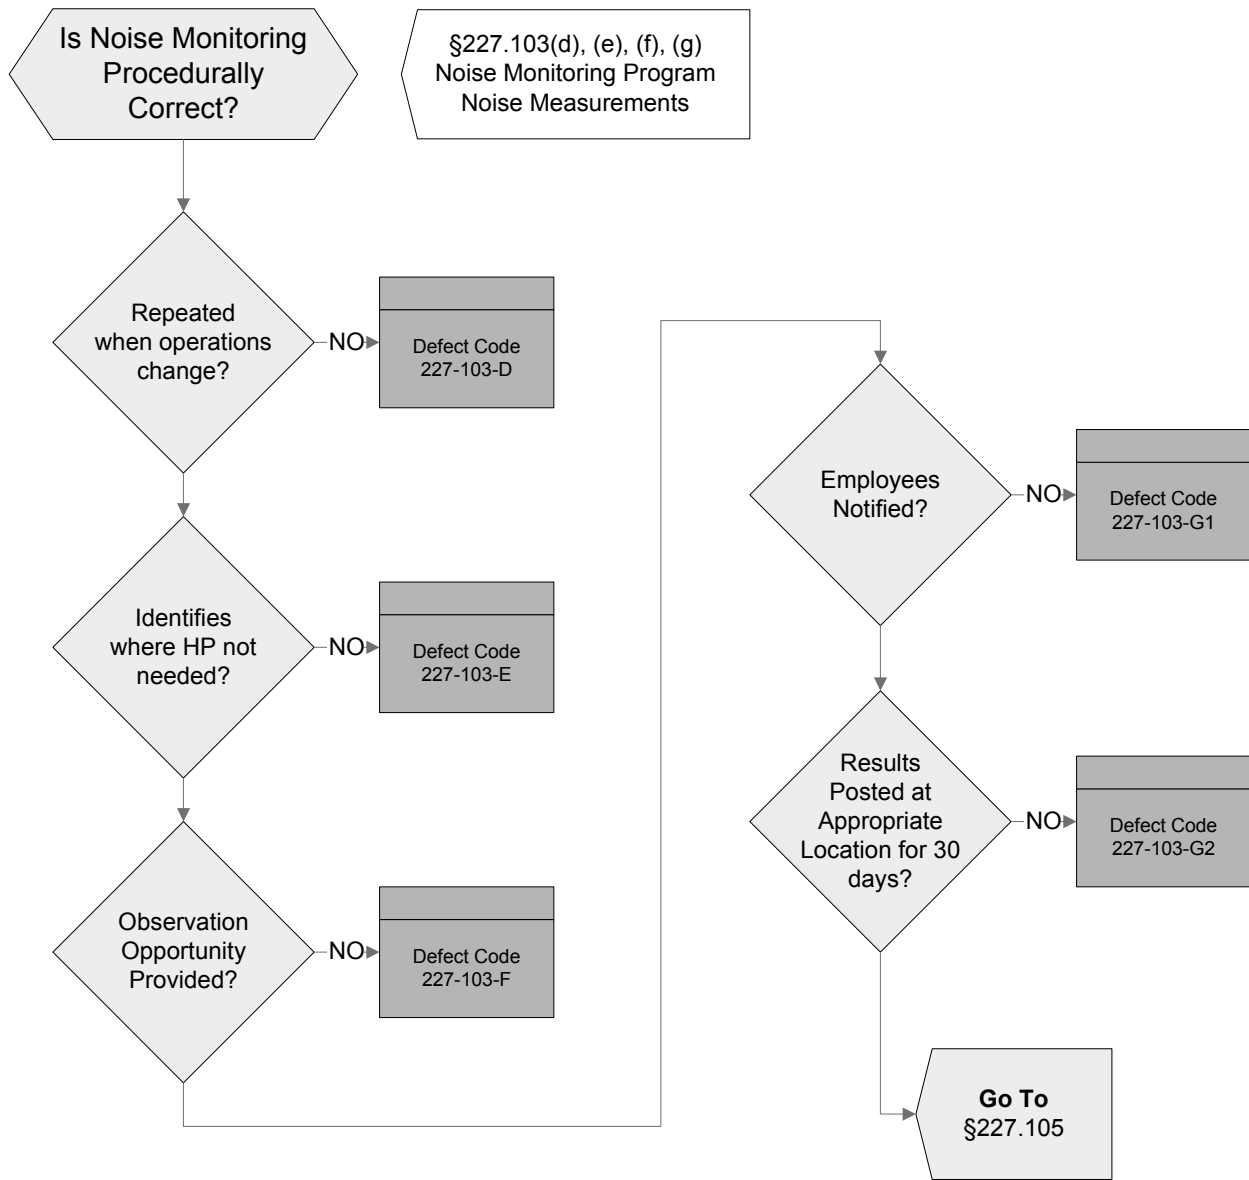 Is Noise Monitoring
Procedurally
Correct?
§227.103(d), (e), (f), (g)
Noise Monitoring Program
Noise Measurements
Repeated
when operations
change?
NO
Defect Code
227-103-D
Identifies
where HP not
needed?
NO
Defect Code
227-103-E
Observation
Opportunity
Provided?
NO
Defect Code
227-103-F
Employees
Notified?
NO
Defect Code
227-103-G1
Results
Posted at
Appropriate
Location for 30
days?
NO
Defect Code
227-103-G2
Go To
§227.105